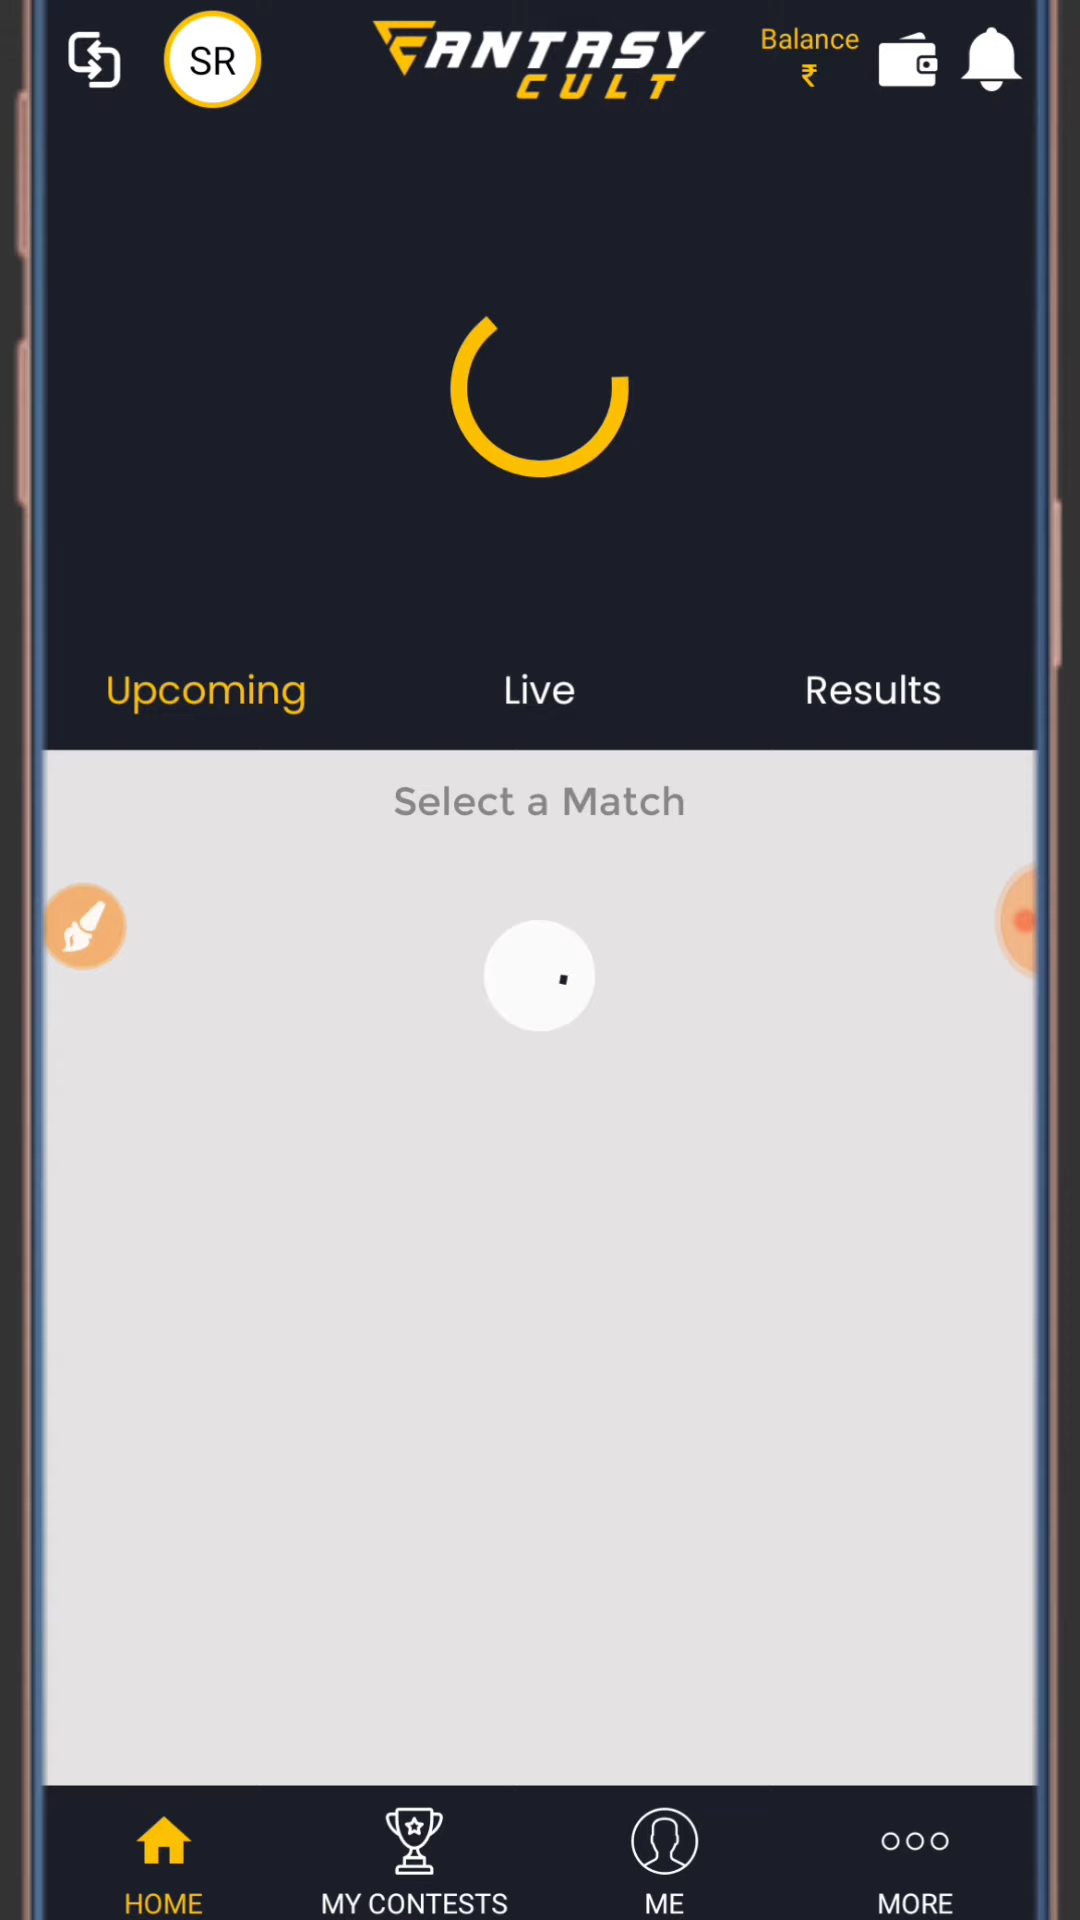 SR
FANTASY
CULT
Balance
₹
Upcoming
Live
Results
Select a Match
HOME
MY CONTESTS
ME
MORE